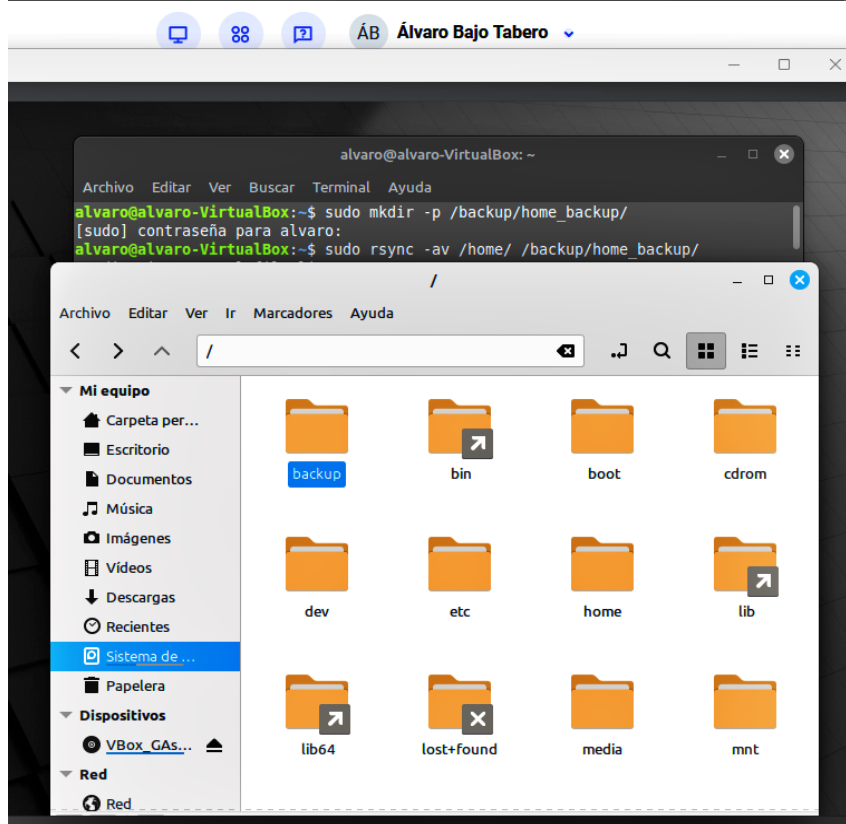 ÁB Álvaro Bajo Tabero
alvaro@alvaro-VirtualBox: ~
Archivo Editar Ver Buscar Terminal Ayuda
alvaro@alvaro-VirtualBox:~$ sudo mkdir -p /backup/home_backup/
[sudo] contraseña para alvaro:
alvaro@alvaro-VirtualBox:~$ sudo rsync -av /home/ /backup/home_backup/
/
Archivo Editar Ver Ir Marcadores Ayuda
/
Mi equipo
Carpeta per...
Escritorio
Documentos
Música
Imágenes
Vídeos
Descargas
Recientes
Sistema de ...
Papelera
Dispositivos
VBox_GAs...
Red
Red
backup bin boot cdrom
dev etc home lib
lib64 lost+found media mnt